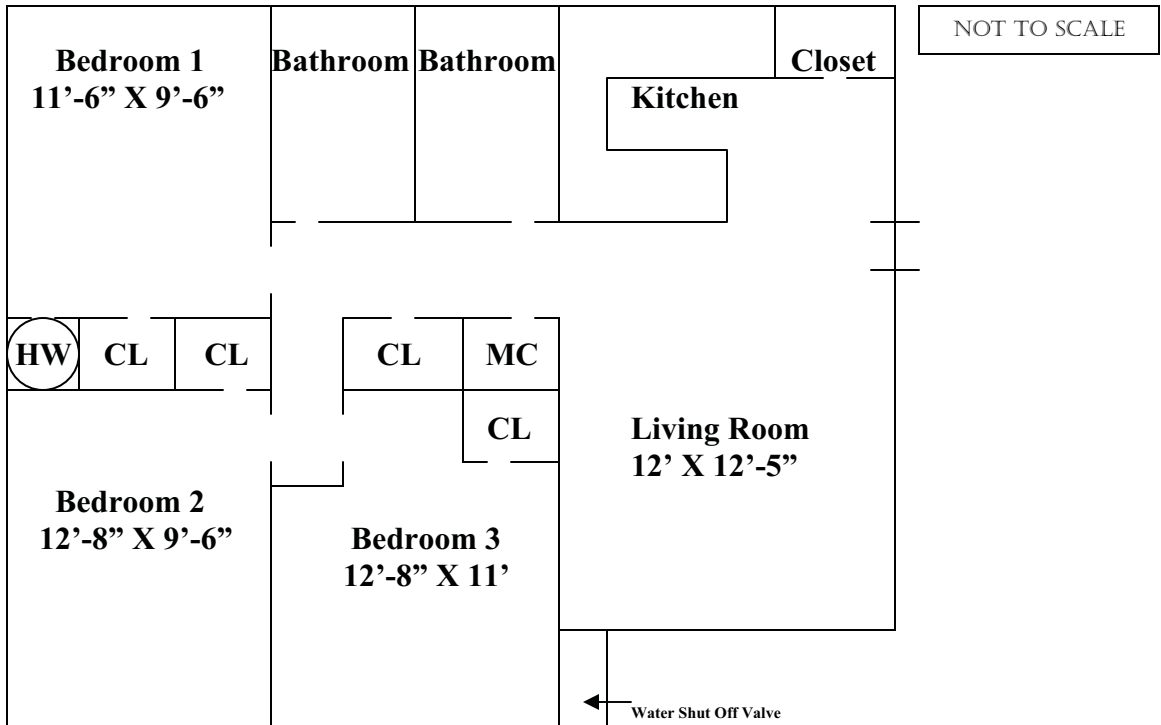 NOT TO SCALE
Bedroom 1
11’-6” X 9’-6”
Bathroom
Bathroom
Closet
Kitchen
HW
CL
CL
CL
MC
CL
Living Room
12’ X 12’-5”
Bedroom 2
12’-8” X 9’-6”
Bedroom 3
12’-8” X 11’
Water Shut Off Valve